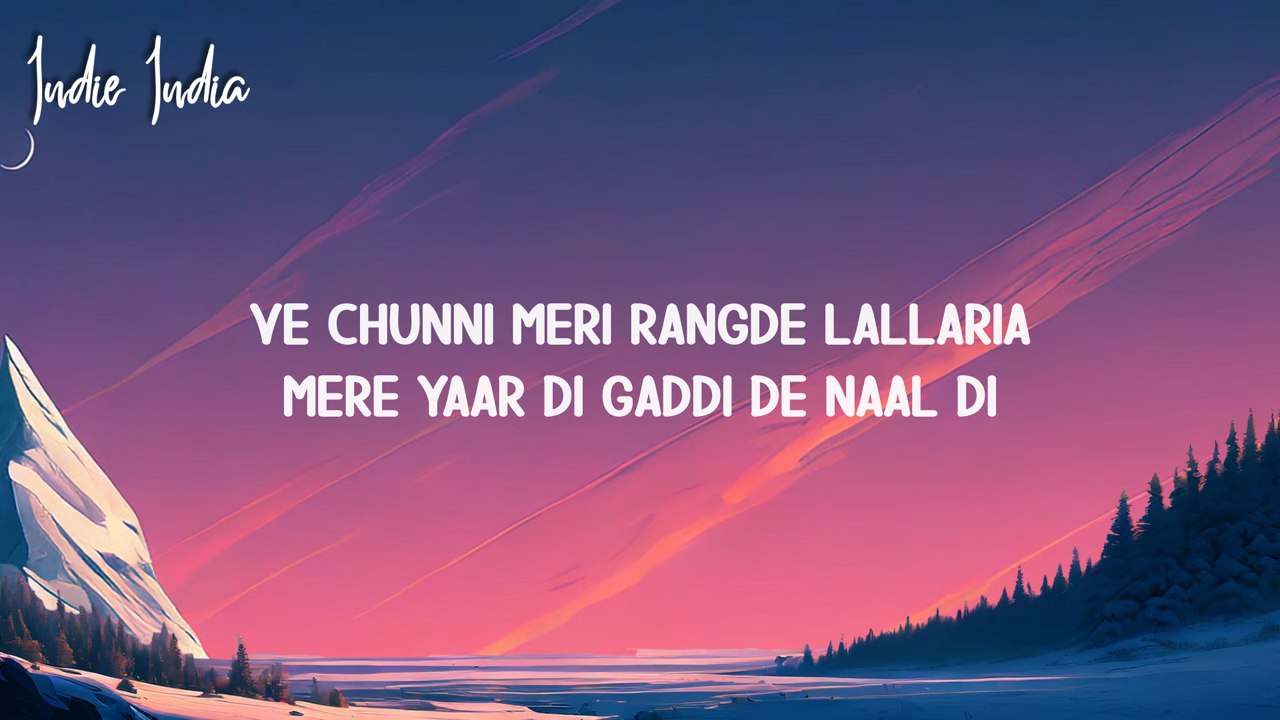 Indie India
VE CHUNNI MERI RANGDE LALLARIA
MERE YAAR DI GADDI DE NAAL DI